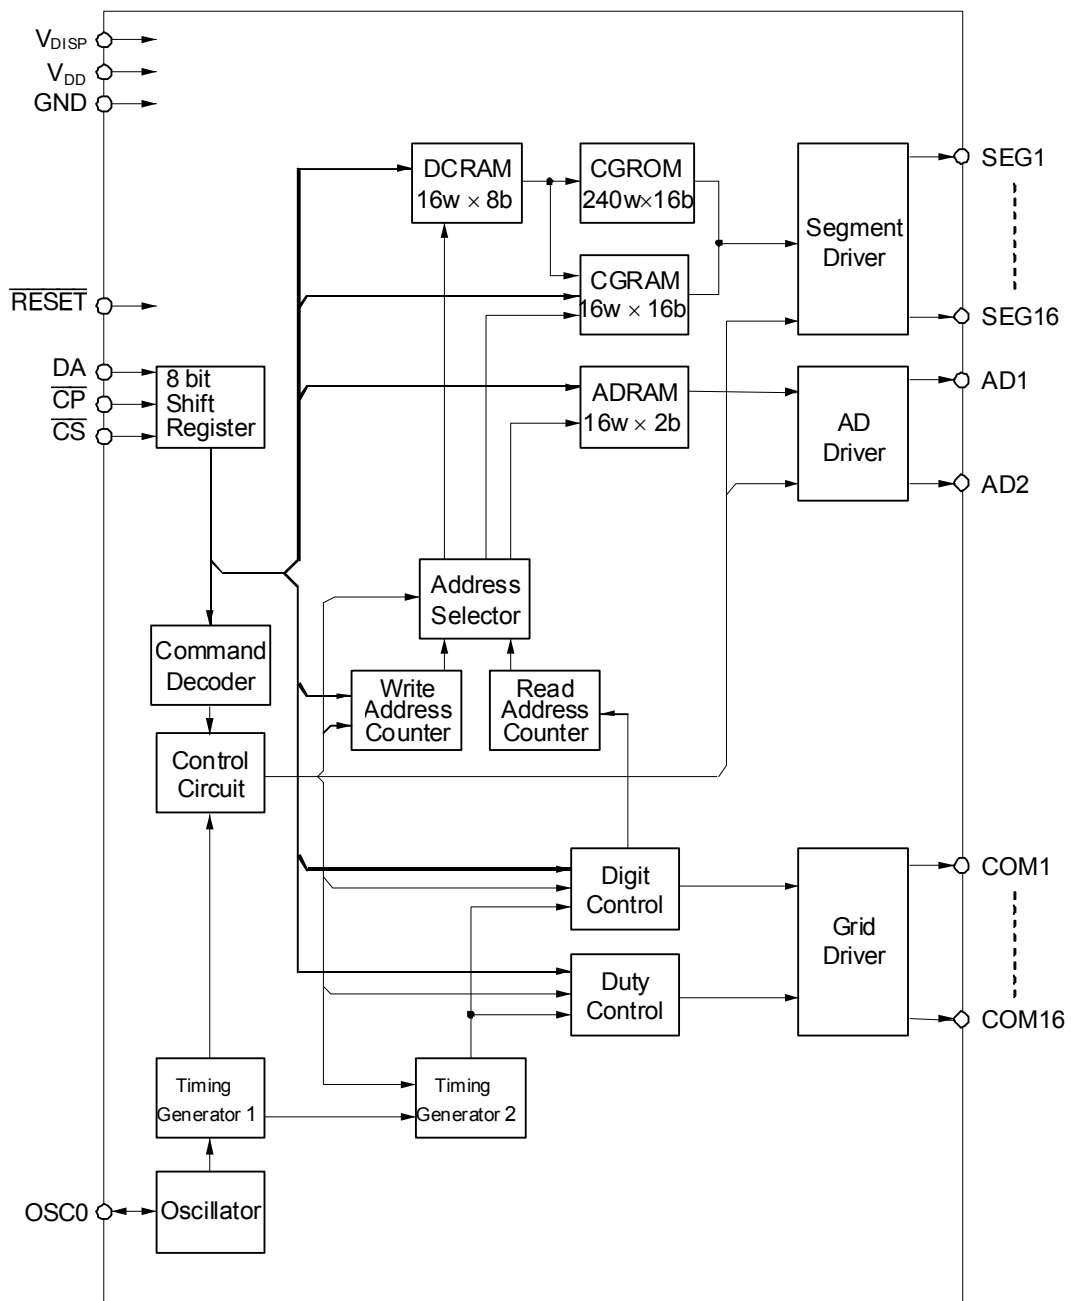 V_DISP
V_DD
GND
RESET
DA
CP
CS
OSC0
8 bit
Shift
Register
Command
Decoder
Control
Circuit
Timing
Generator 1
Oscillator
DCRAM
16w × 8b
CGROM
240w×16b
CGRAM
16w × 16b
ADRAM
16w × 2b
Address
Selector
Write
Address
Counter
Read
Address
Counter
Digit
Control
Duty
Control
Timing
Generator 2
Segment
Driver
AD
Driver
Grid
Driver
SEG1
SEG16
AD1
AD2
COM1
COM16